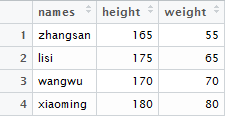 names height weight
1 zhangsan 165 55
2 lisi 175 65
3 wangwu 170 70
4 xiaoming 180 80